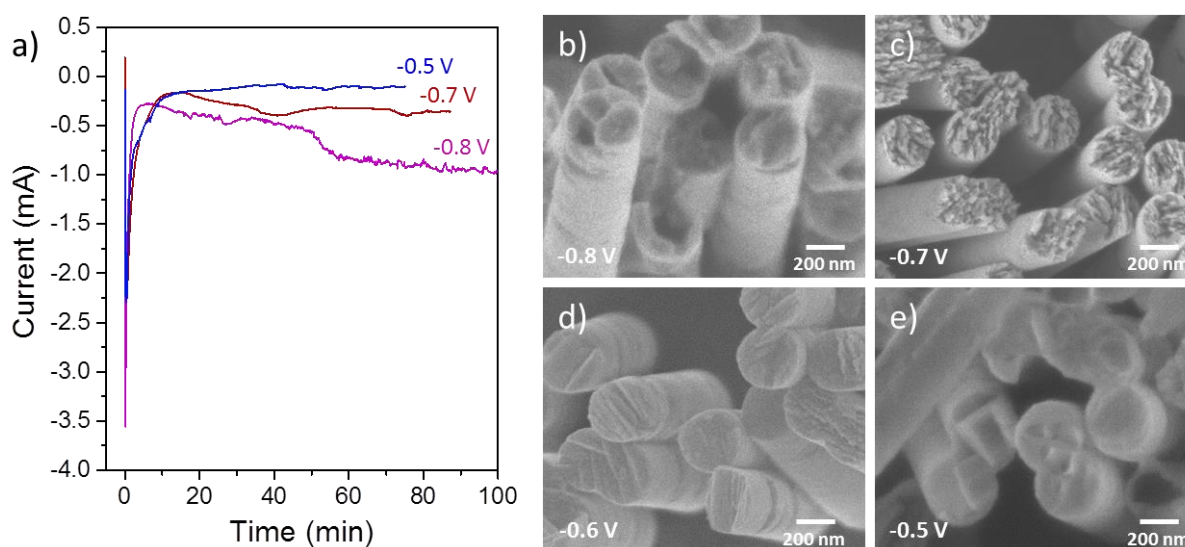 a)
0.5
0.0
-0.5
-1.0
-1.5
-2.0
-2.5
-3.0
-3.5
-4.0
Current (mA)
-0.5 V
-0.7 V
-0.8 V
0
20
40
60
80
100
Time (min)
b)
-0.8 V
200 nm
c)
-0.7 V
200 nm
d)
-0.6 V
200 nm
e)
-0.5 V
200 nm